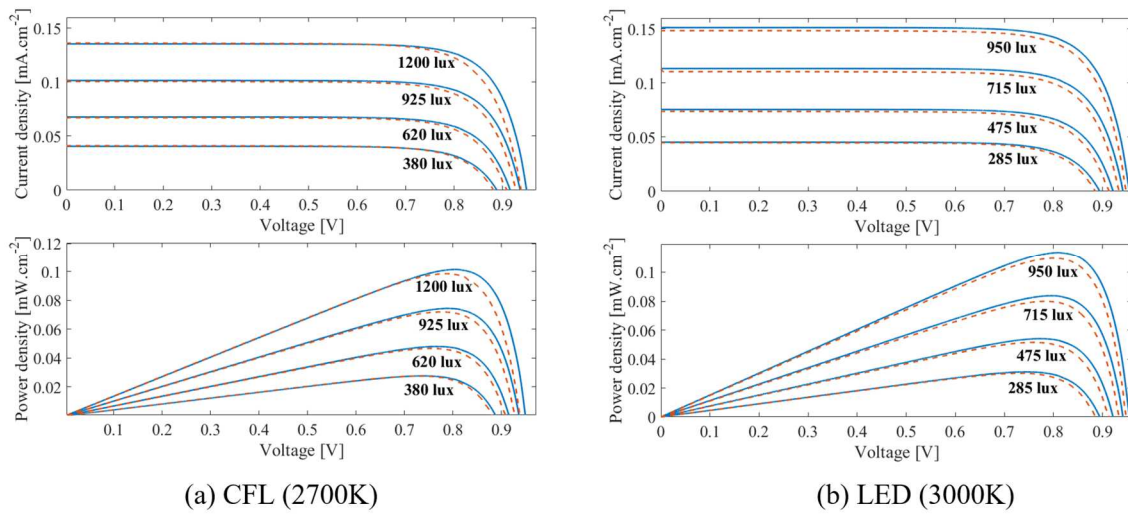 Current density [mA.cm-2]
0.15
0.1
0.05
0
1200 lux
925 lux
620 lux
380 lux
0 0.1 0.2 0.3 0.4 0.5 0.6 0.7 0.8 0.9
Voltage [V]
Current density [mA.cm-2]
0.15
0.1
0.05
0
950 lux
715 lux
475 lux
285 lux
0 0.1 0.2 0.3 0.4 0.5 0.6 0.7 0.8 0.9
Voltage [V]
Power density [mW.cm-2]
0.12
0.1
0.08
0.06
0.04
0.02
1200 lux
925 lux
620 lux
380 lux
0.1 0.2 0.3 0.4 0.5 0.6 0.7 0.8 0.9
Voltage [V]
Power density [mW.cm-2]
0.1
0.08
0.06
0.04
0.02
0
950 lux
715 lux
475 lux
285 lux
0 0.1 0.2 0.3 0.4 0.5 0.6 0.7 0.8 0.9
Voltage [V]
(a) CFL (2700K)
(b) LED (3000K)